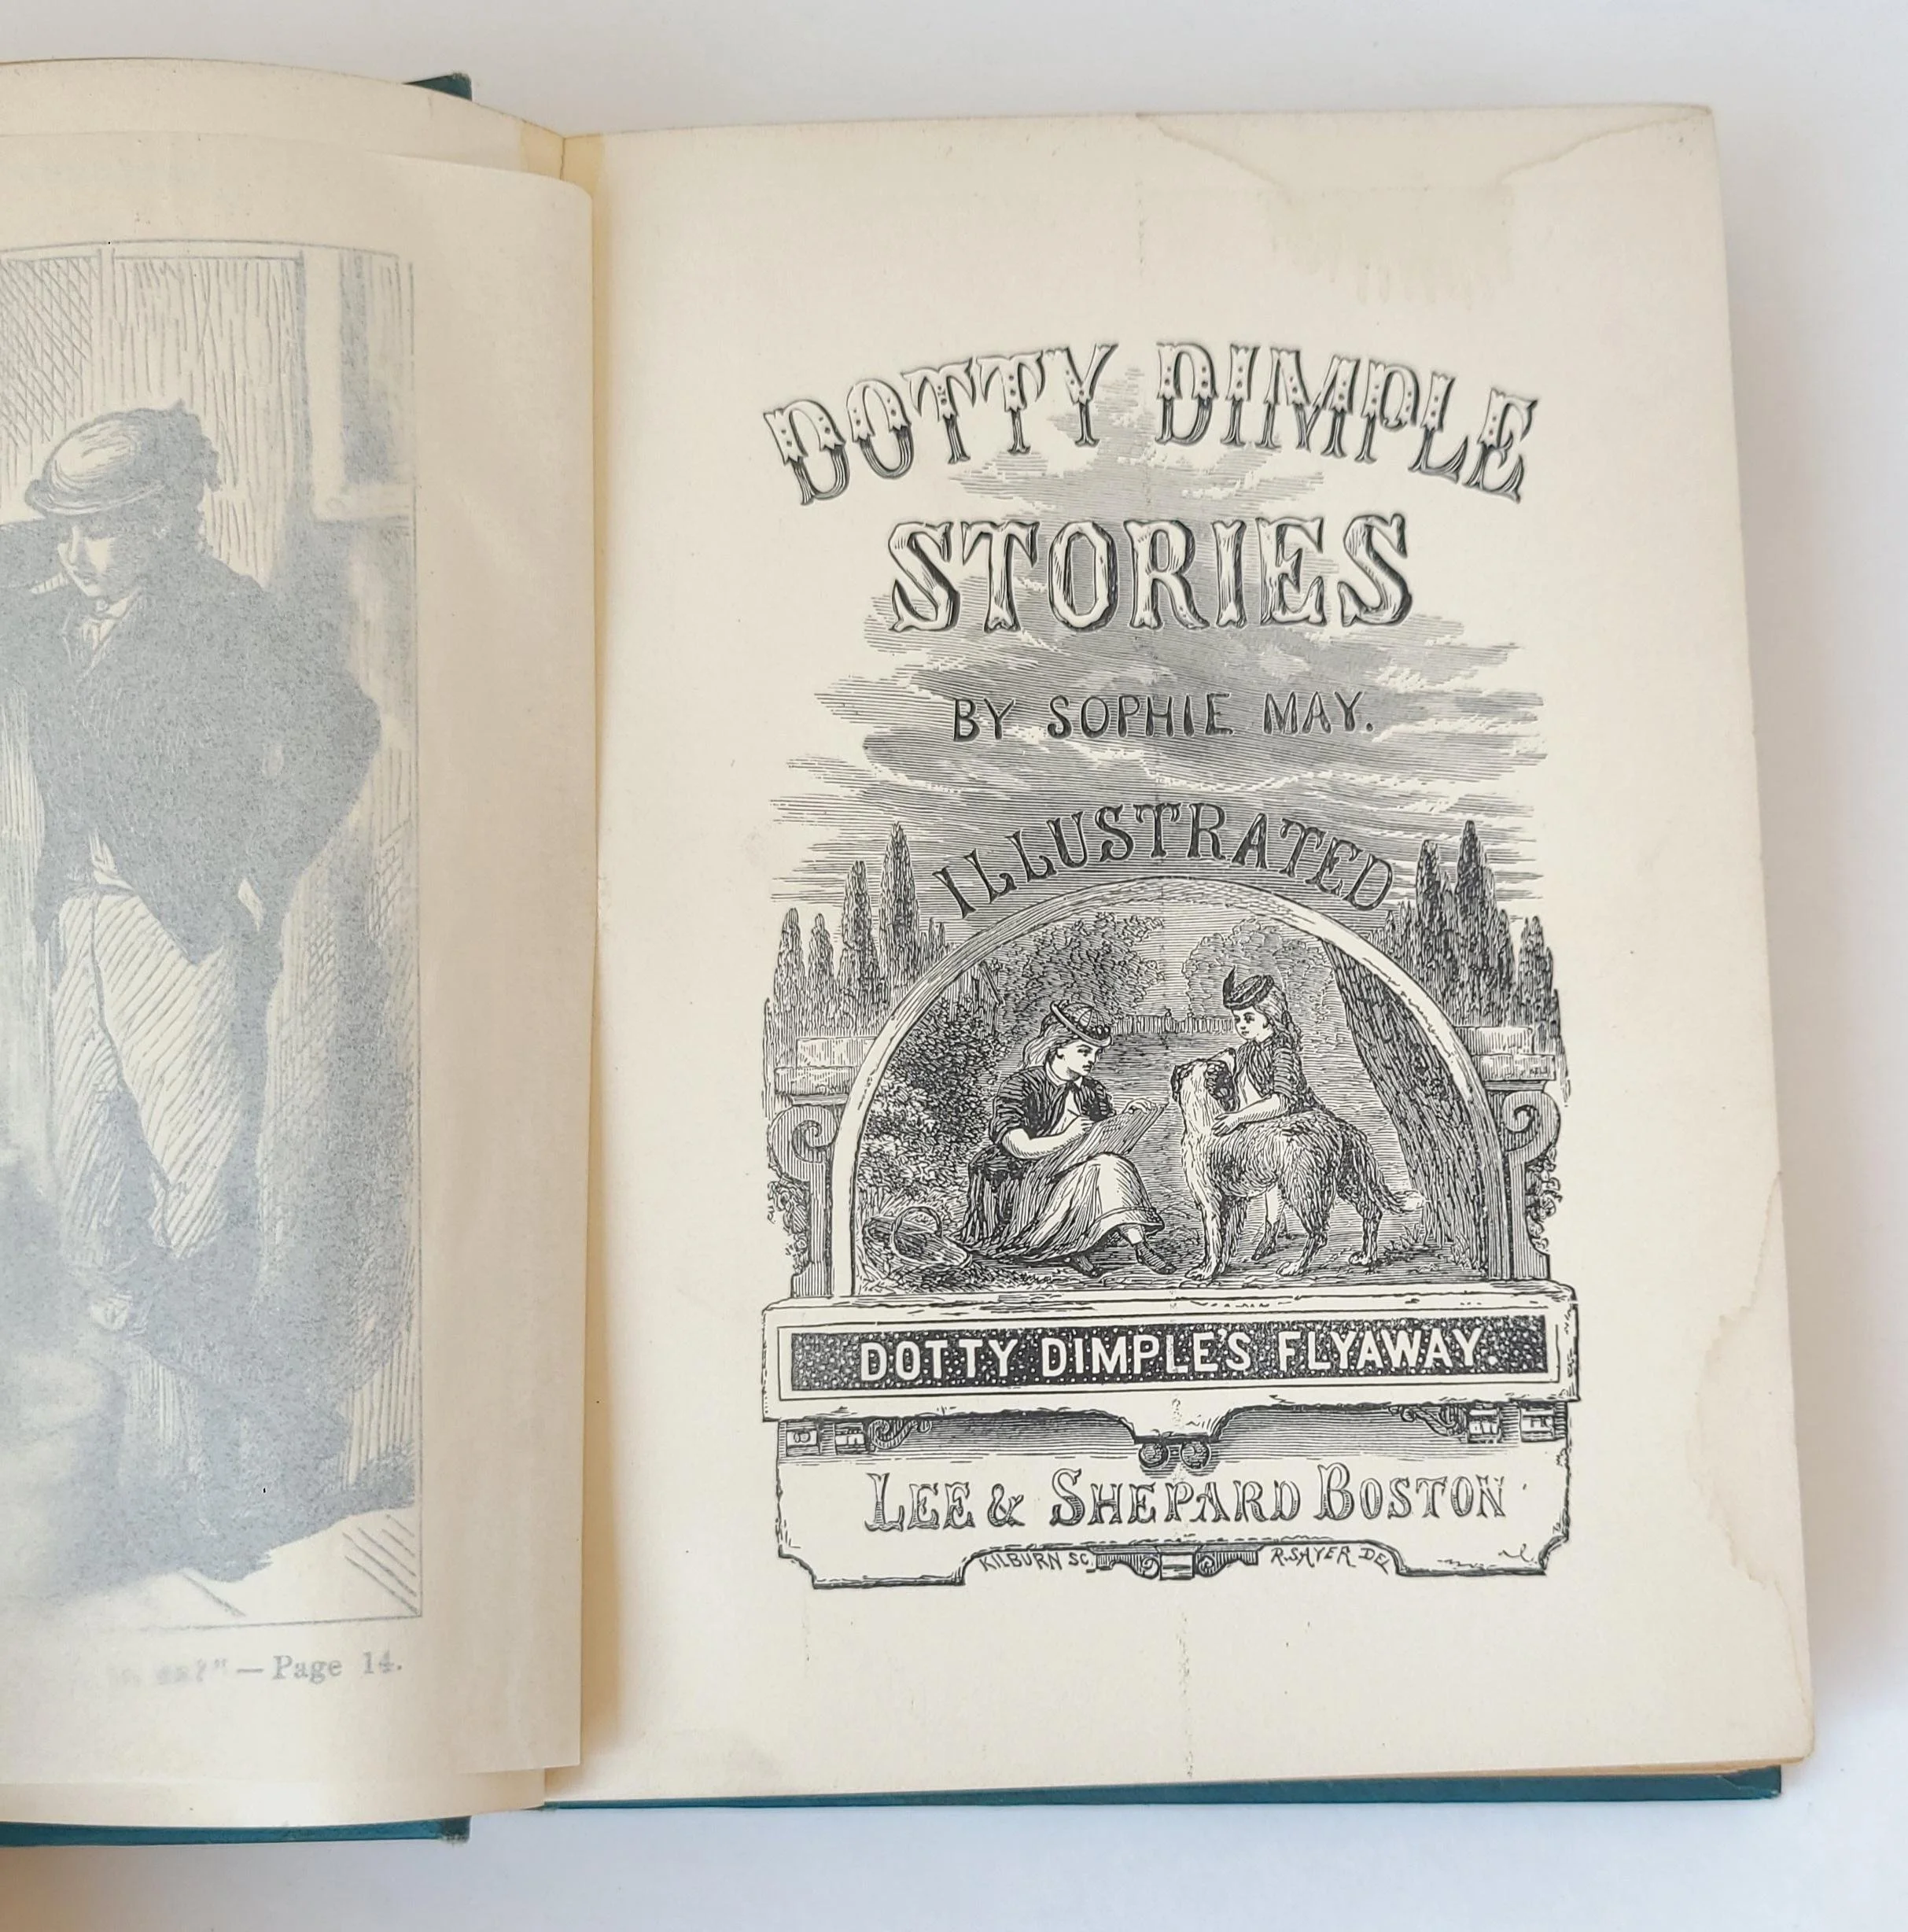 " — Page 14.
DOTTY DIMPLE
STORIES
BY SOPHIE MAY.
ILLUSTRATED
DOTTY DIMPLE'S FLYAWAY.
LEE & SHEPARD BOSTON
KILBURN SC. R. SAYER DEL